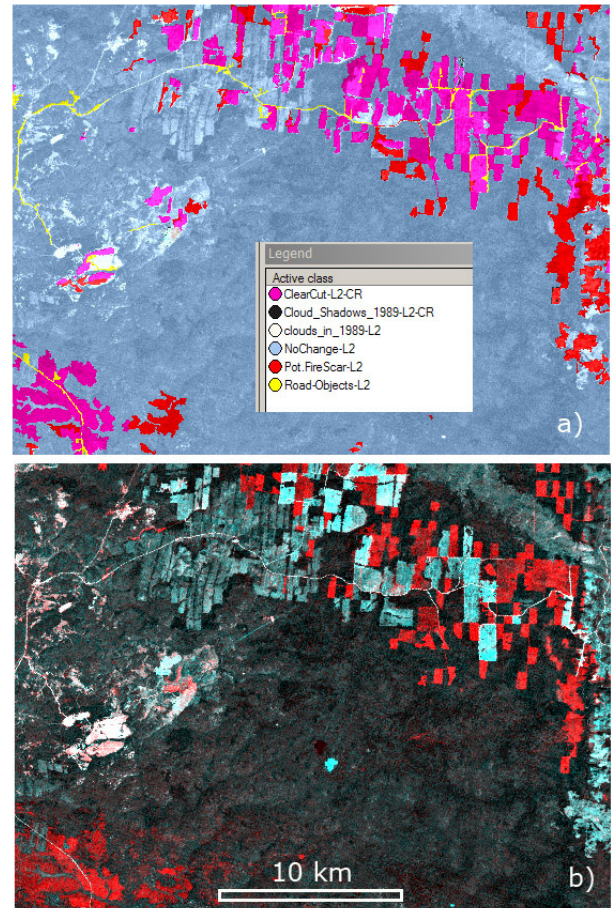 Legend
Active class
ClearCut-L2-CR
Cloud_Shadows_1989-L2-CR
clouds_in_1989-L2
NoChange-L2
Pot.FireScar-L2
Road-Objects-L2
a)
10 km
b)